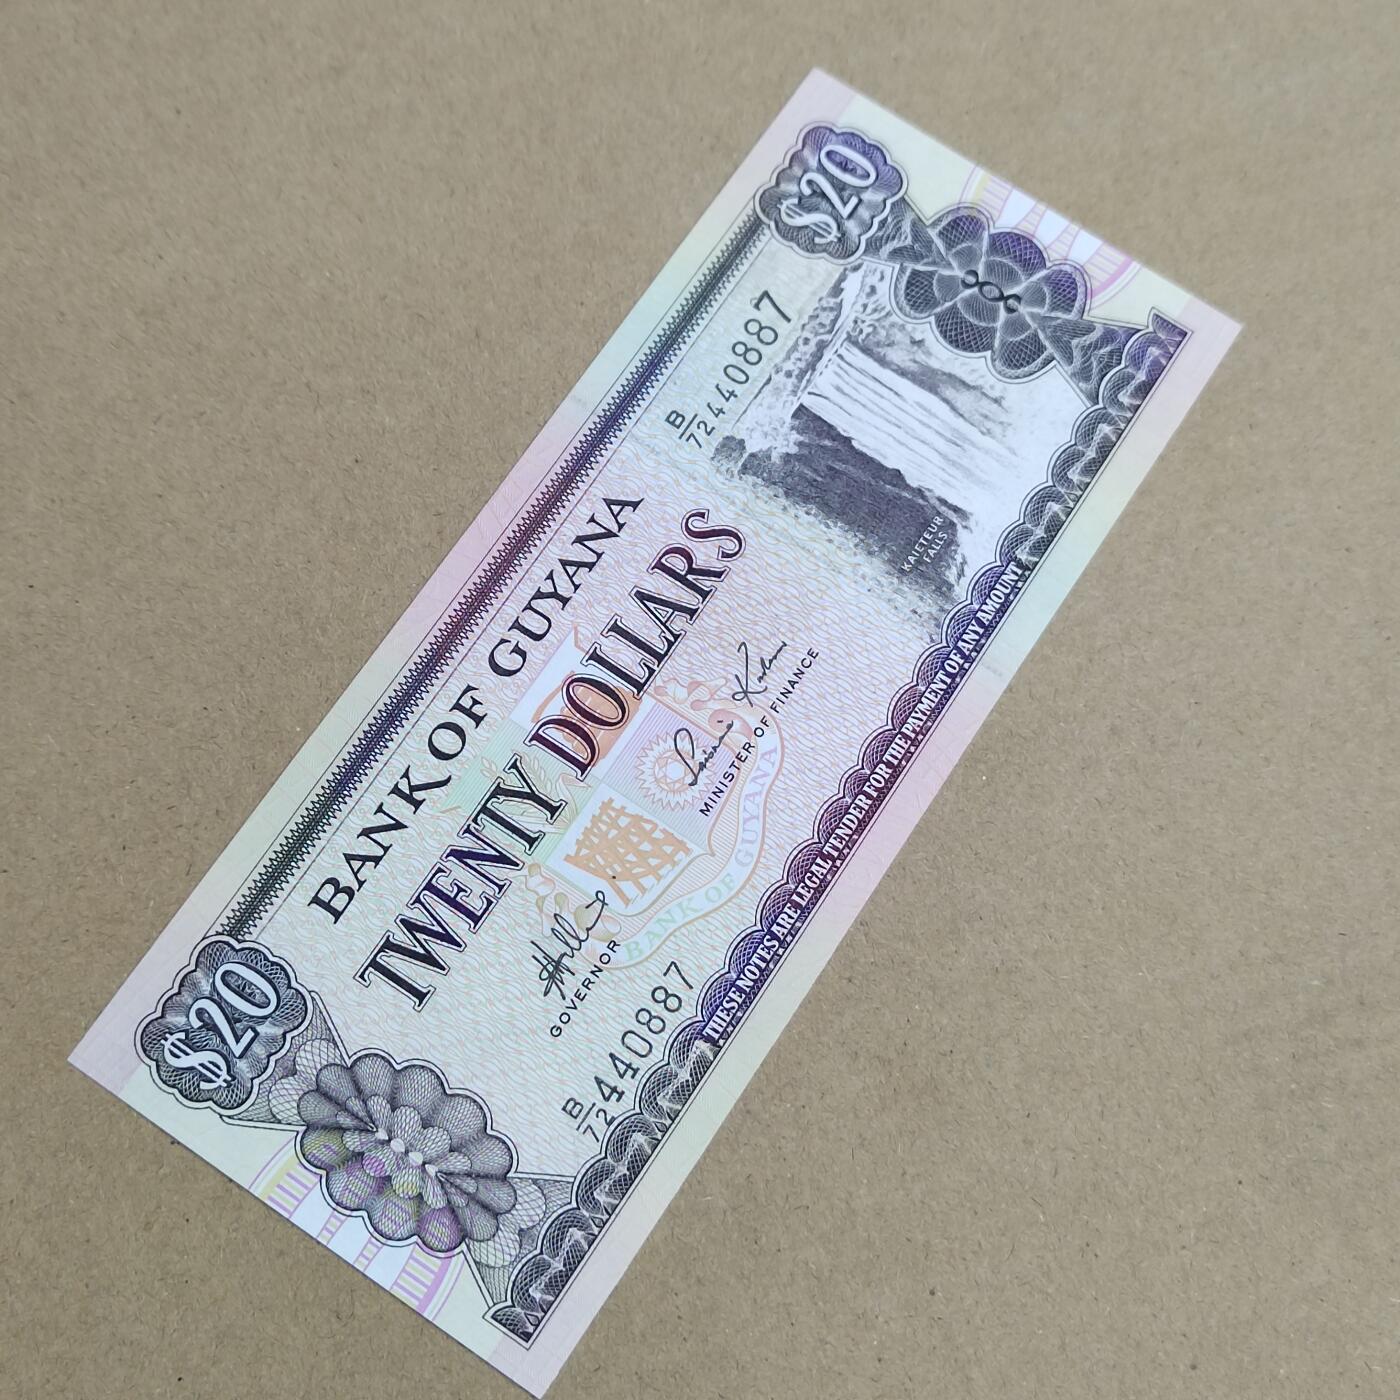 $20
$20
BANK OF GUYANA
B/72 440887
TWENTY DOLLARS
KAIETEUR
FALLS
GOVERNOR
MINISTER OF FINANCE
BANK OF GUYANA
B/72 440887
THESE NOTES ARE LEGAL TENDER FOR THE PAYMENT OF ANY AMOUNT